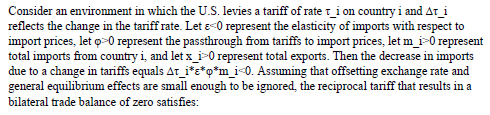 Consider an environment in which the U.S. levies a tariff of rate τ_i on country i and Δτ_i
reflects the change in the tariff rate. Let ε<0 represent the elasticity of imports with respect to
import prices, let φ>0 represent the passthrough from tariffs to import prices, let m_i>0 represent
total imports from country i, and let x_i>0 represent total exports. Then the decrease in imports
due to a change in tariffs equals Δτ_i*ε*φ*m_i<0. Assuming that offsetting exchange rate and
general equilibrium effects are small enough to be ignored, the reciprocal tariff that results in a
bilateral trade balance of zero satisfies: